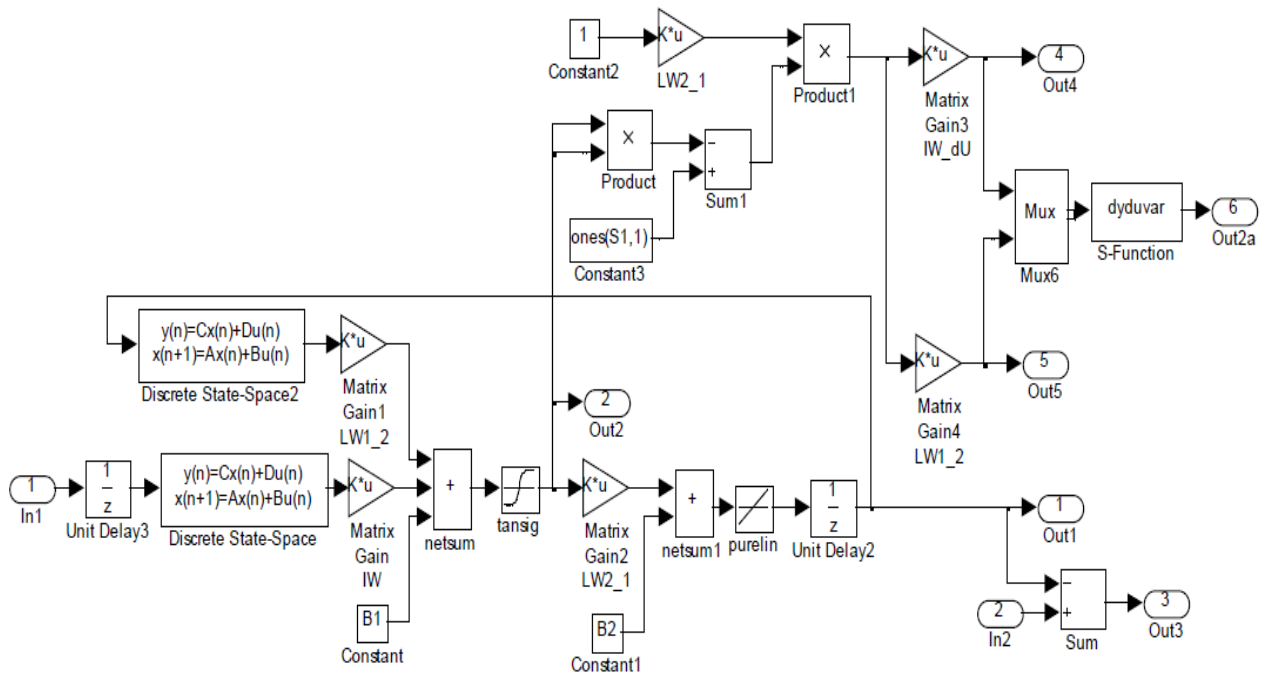 1
Constant2
K*u
LW2_1
X
Product1
K*u
Matrix
Gain3
IW_dU
4
Out4
X
Product
−
+
Sum1
ones(S1,1)
Constant3
Mux
Mux6
dyduvar
S-Function
6
Out2a
y(n)=Cx(n)+Du(n)
x(n+1)=Ax(n)+Bu(n)
Discrete State-Space2
K*u
Matrix
Gain1
LW1_2
2
Out2
K*u
Matrix
Gain4
LW1_2
5
Out5
1
In1
1
z
Unit Delay3
y(n)=Cx(n)+Du(n)
x(n+1)=Ax(n)+Bu(n)
Discrete State-Space
K*u
Matrix
Gain
IW
+
netsum
tansig
K*u
Matrix
Gain2
LW2_1
+
netsum1
purelin
1
z
Unit Delay2
1
Out1
B1
Constant
B2
Constant1
2
In2
−
+
Sum
3
Out3